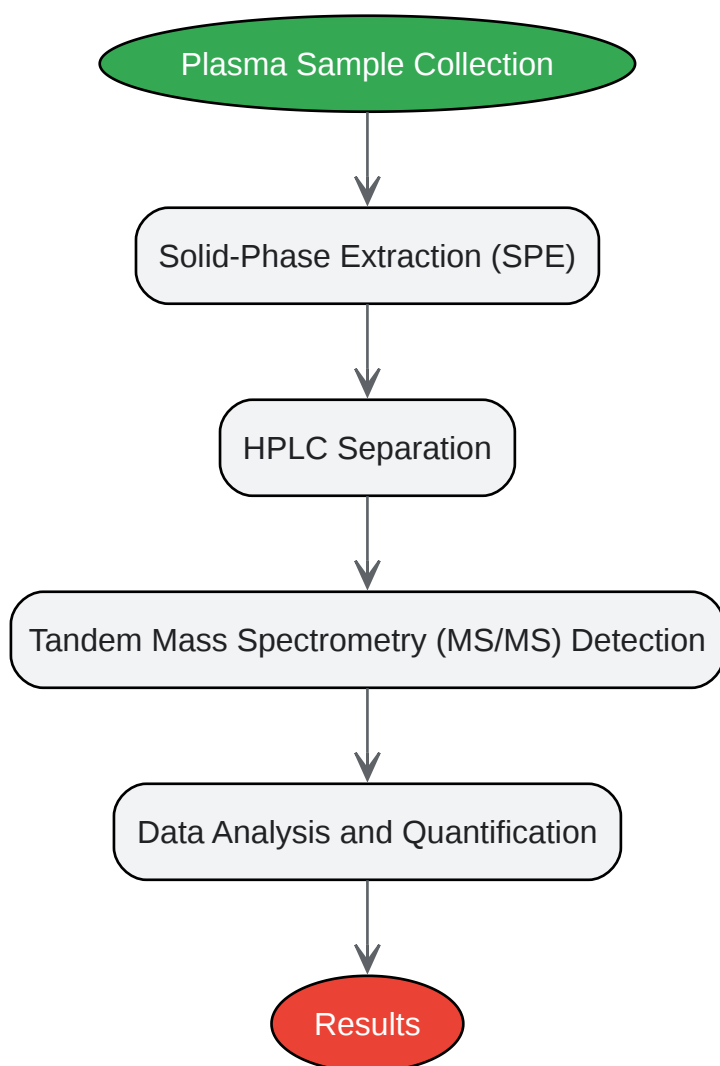 Plasma Sample Collection
Solid-Phase Extraction (SPE)
HPLC Separation
Tandem Mass Spectrometry (MS/MS) Detection
Data Analysis and Quantification
Results